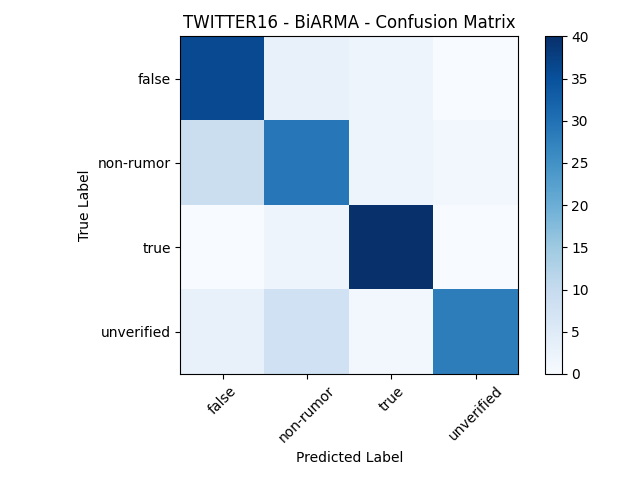 TWITTER16 - BiARMA - Confusion Matrix
false
non-rumor
true
unverified
True Label
false
non-rumor
true
unverified
Predicted Label
40
35
30
25
20
15
10
5
0